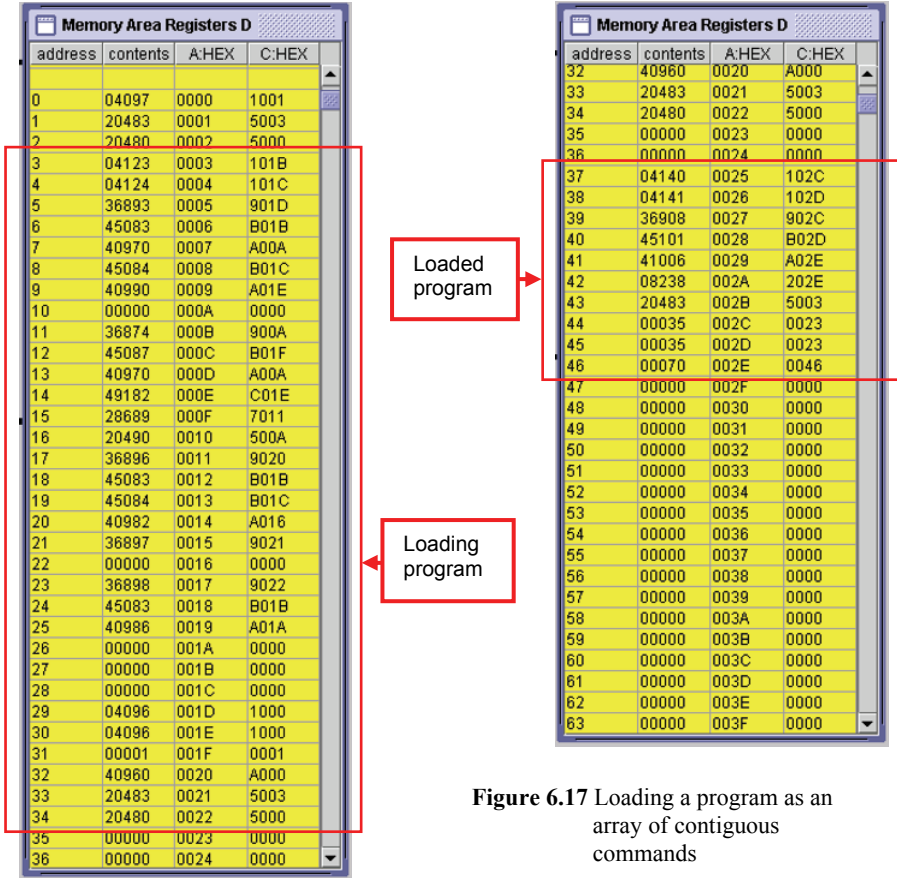 Memory Area Registers D
address contents A:HEX C:HEX
0 04097 0000 1001
1 20483 0001 5003
2 20480 0002 5000
3 04123 0003 101B
4 04124 0004 101C
5 36893 0005 901D
6 45083 0006 B01B
7 40970 0007 A00A
8 45084 0008 B01C
9 40990 0009 A01E
10 00000 000A 0000
11 36874 000B 900A
12 45087 000C B01F
13 40970 000D A00A
14 49182 000E C01E
15 28689 000F 7011
16 20490 0010 500A
17 36896 0011 9020
18 45083 0012 B01B
19 45084 0013 B01C
20 40982 0014 A016
21 36897 0015 9021
22 00000 0016 0000
23 36898 0017 9022
24 45083 0018 B01B
25 40986 0019 A01A
26 00000 001A 0000
27 00000 001B 0000
28 00000 001C 0000
29 04096 001D 1000
30 04096 001E 1000
31 00001 001F 0001
32 40960 0020 A000
33 20483 0021 5003
34 20480 0022 5000
35 00000 0023 0000
36 00000 0024 0000
Loading
program
Loaded
program
Memory Area Registers D
address contents A:HEX C:HEX
32 40960 0020 A000
33 20483 0021 5003
34 20480 0022 5000
35 00000 0023 0000
36 00000 0024 0000
37 04140 0025 102C
38 04141 0026 102D
39 36908 0027 902C
40 45101 0028 B02D
41 41006 0029 A02E
42 08238 002A 202E
43 20483 002B 5003
44 00035 002C 0023
45 00035 002D 0023
46 00070 002E 0046
47 00000 002F 0000
48 00000 0030 0000
49 00000 0031 0000
50 00000 0032 0000
51 00000 0033 0000
52 00000 0034 0000
53 00000 0035 0000
54 00000 0036 0000
55 00000 0037 0000
56 00000 0038 0000
57 00000 0039 0000
58 00000 003A 0000
59 00000 003B 0000
60 00000 003C 0000
61 00000 003D 0000
62 00000 003E 0000
63 00000 003F 0000
Figure 6.17 Loading a program as an
array of contiguous
commands